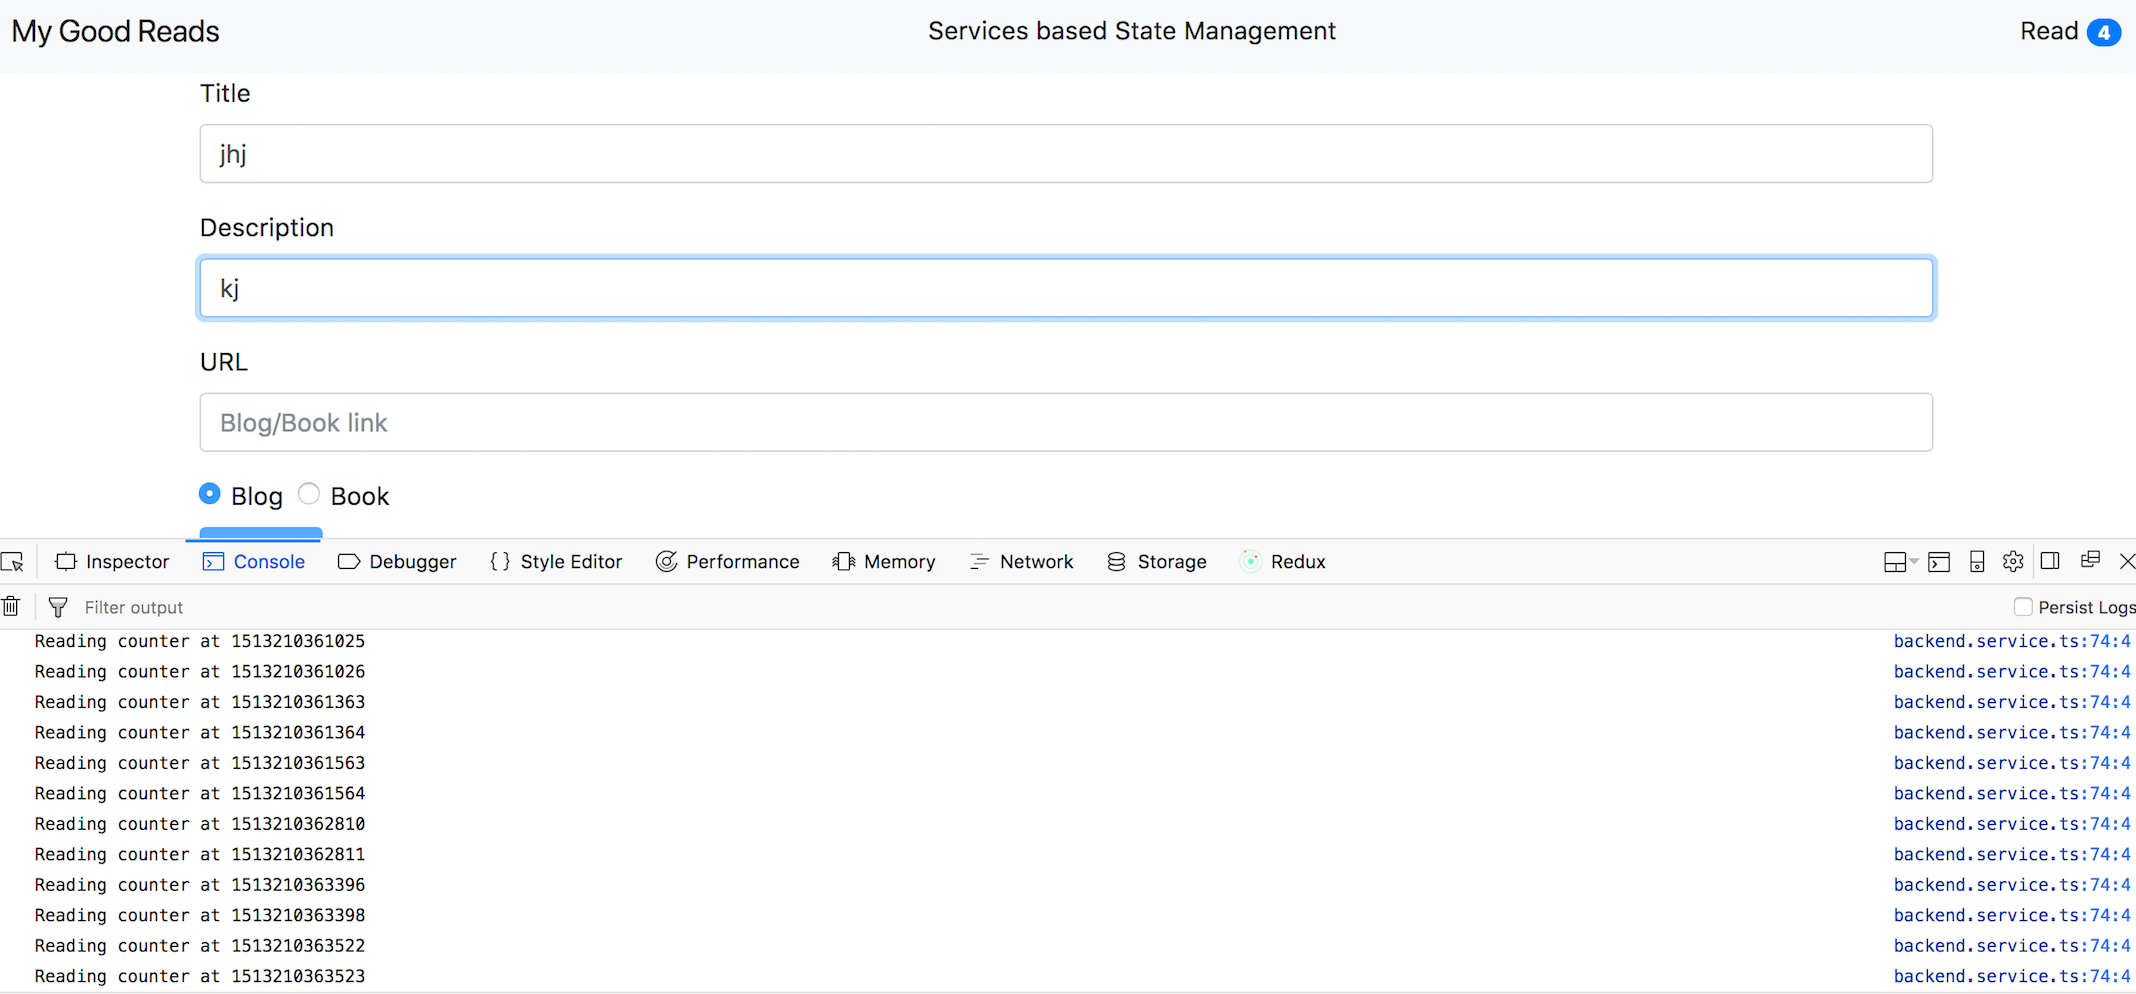 My Good Reads Services based State Management Read 4
Title
jhj
Description
kj
URL
Blog/Book link
Blog Book
Inspector Console Debugger { } Style Editor Performance Memory Network Storage Redux
Filter output Persist Logs
Reading counter at 1513210361025 backend.service.ts:74:4
Reading counter at 1513210361026 backend.service.ts:74:4
Reading counter at 1513210361363 backend.service.ts:74:4
Reading counter at 1513210361364 backend.service.ts:74:4
Reading counter at 1513210361563 backend.service.ts:74:4
Reading counter at 1513210361564 backend.service.ts:74:4
Reading counter at 1513210362810 backend.service.ts:74:4
Reading counter at 1513210362811 backend.service.ts:74:4
Reading counter at 1513210363396 backend.service.ts:74:4
Reading counter at 1513210363398 backend.service.ts:74:4
Reading counter at 1513210363522 backend.service.ts:74:4
Reading counter at 1513210363523 backend.service.ts:74:4